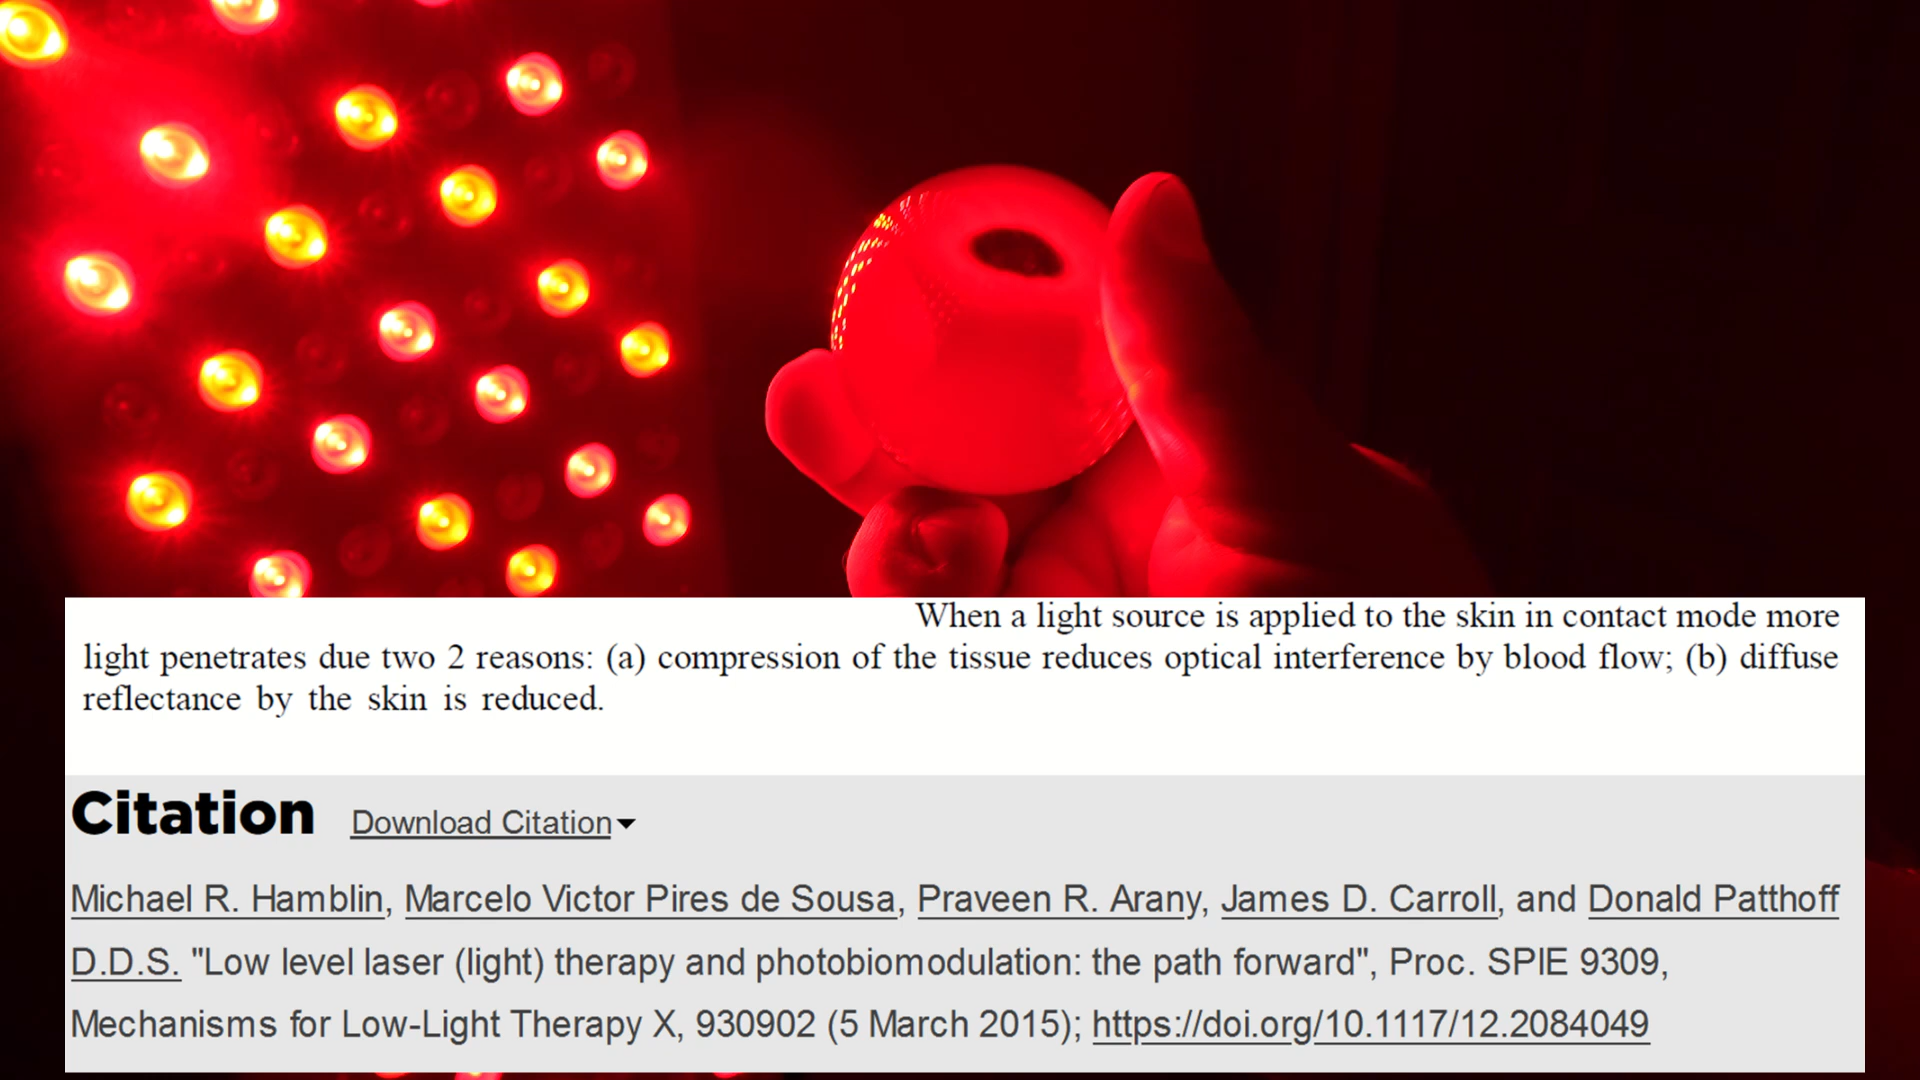 When a light source is applied to the skin in contact mode more
light penetrates due two 2 reasons: (a) compression of the tissue reduces optical interference by blood flow; (b) diffuse
reflectance by the skin is reduced.
Citation Download Citation
Michael R. Hamblin, Marcelo Victor Pires de Sousa, Praveen R. Arany, James D. Carroll, and Donald Patthoff
D.D.S. "Low level laser (light) therapy and photobiomodulation: the path forward", Proc. SPIE 9309,
Mechanisms for Low-Light Therapy X, 930902 (5 March 2015); https://doi.org/10.1117/12.2084049